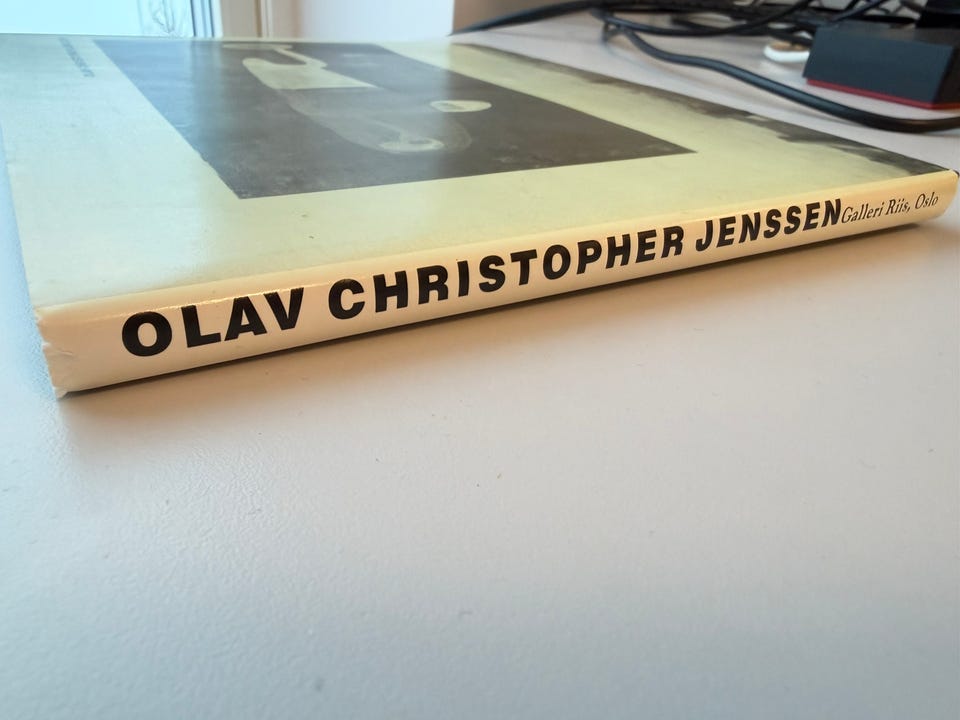 OLAV CHRISTOPHER JENSSEN Galleri Riis, Oslo